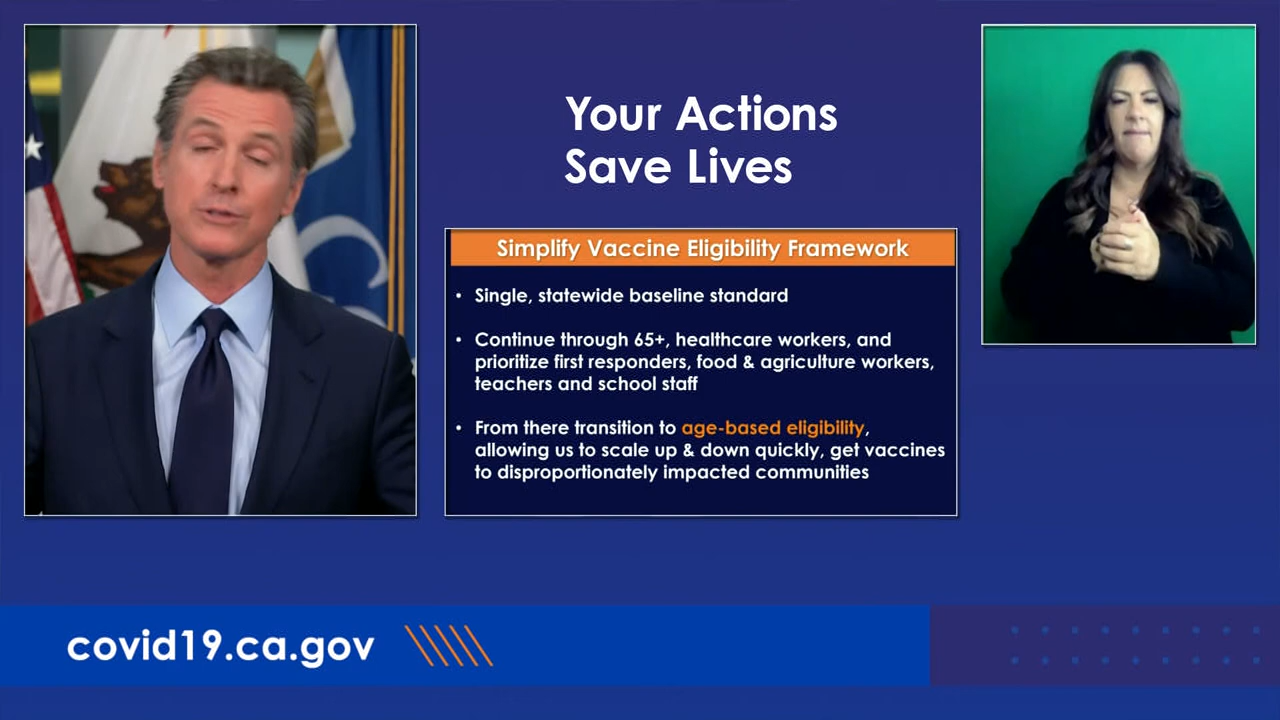 Your Actions
Save Lives
Simplify Vaccine Eligibility Framework
• Single, statewide baseline standard
• Continue through 65+, healthcare workers, and
prioritize first responders, food & agriculture workers,
teachers and school staff
• From there transition to age-based eligibility,
allowing us to scale up & down quickly, get vaccines
to disproportionately impacted communities
covid19.ca.gov